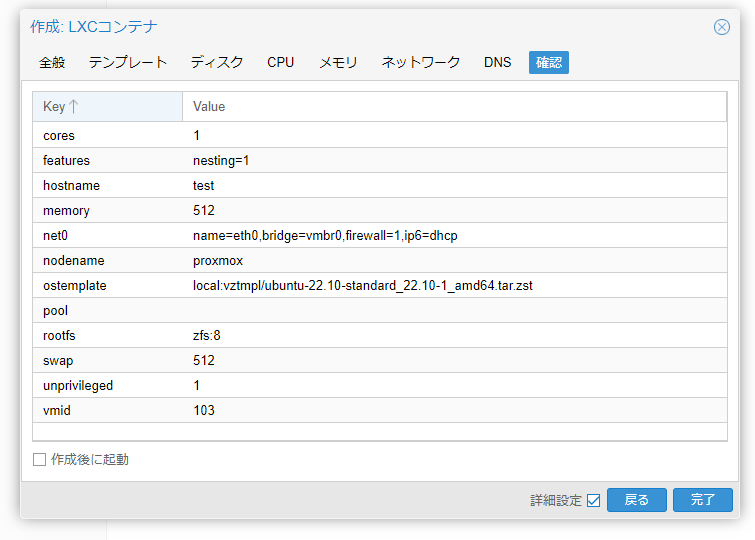 作成: LXCコンテナ
全般 テンプレート ディスク CPU メモリ ネットワーク DNS 確認
Key↑ Value
cores 1
features nesting=1
hostname test
memory 512
net0 name=eth0,bridge=vmbr0,firewall=1,ip6=dhcp
nodename proxmox
ostemplate local:vztmpl/ubuntu-22.10-standard_22.10-1_amd64.tar.zst
pool
rootfs zfs:8
swap 512
unprivileged 1
vmid 103
作成後に起動
詳細設定 戻る 完了